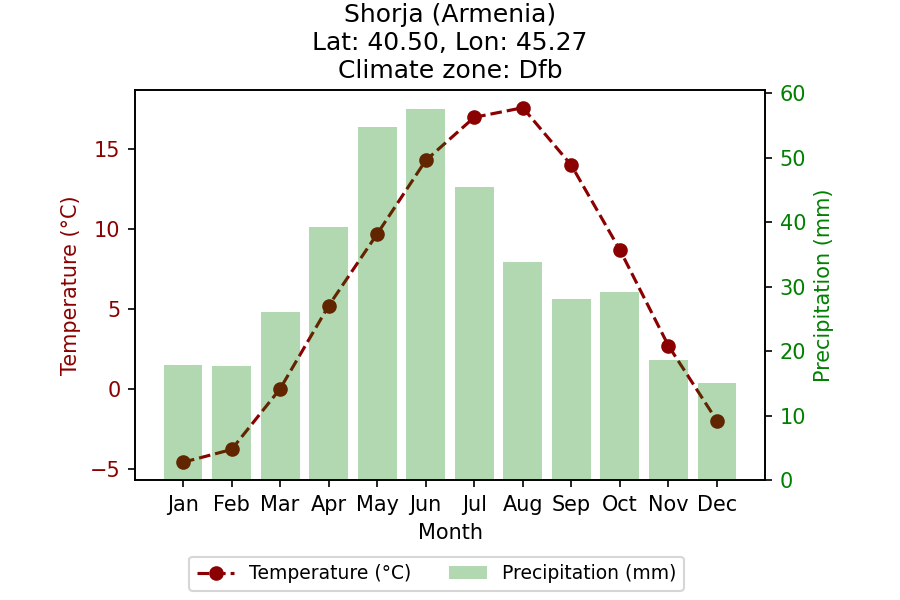 Shorja (Armenia)
Lat: 40.50, Lon: 45.27
Climate zone: Dfb
Temperature (°C)
15
10
5
0
−5
60
50
40
30
20
10
0
Precipitation (mm)
Jan Feb Mar Apr May Jun Jul Aug Sep Oct Nov Dec
Month
Temperature (°C) Precipitation (mm)